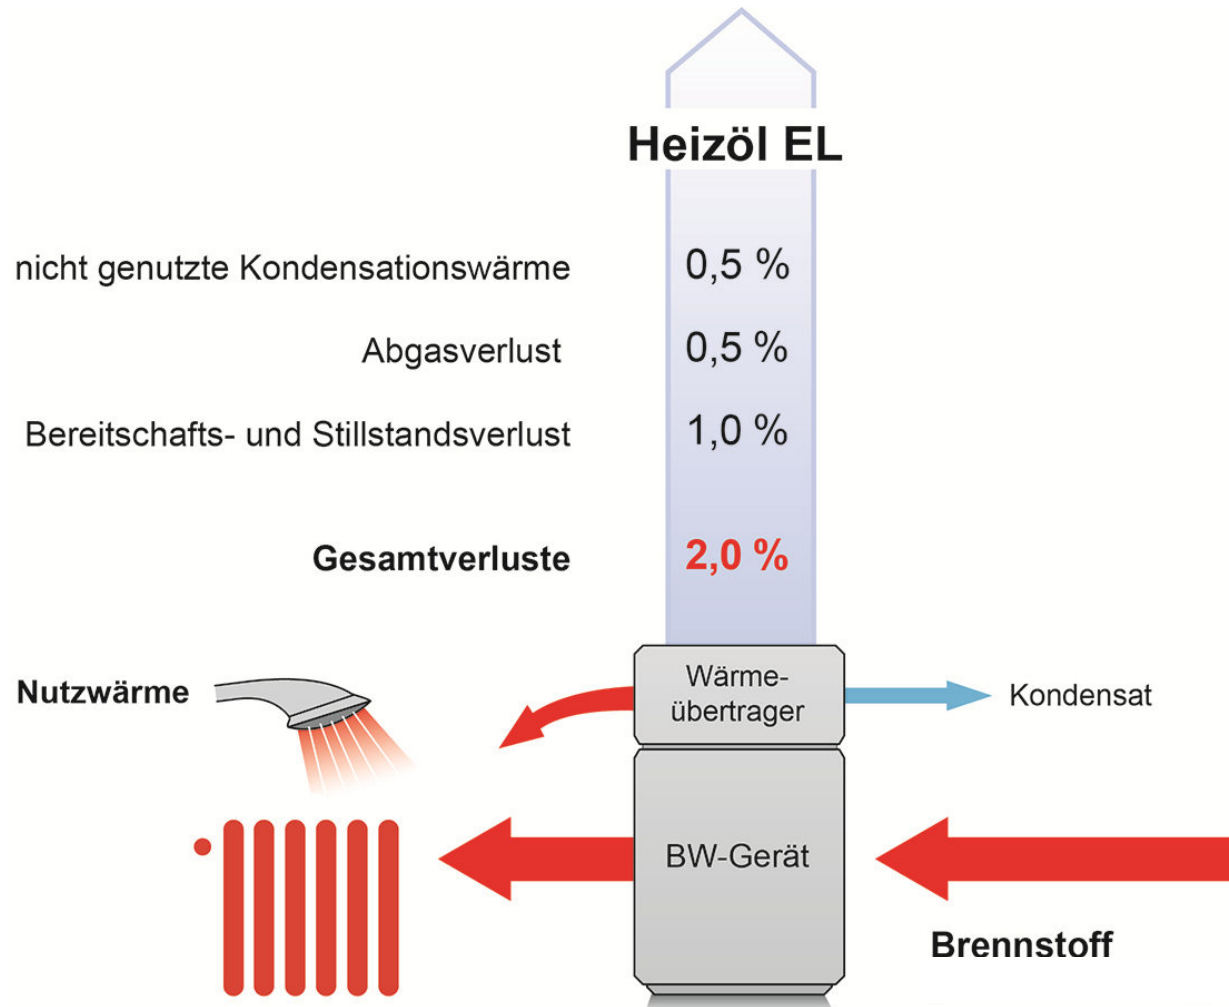 Heizöl EL
nicht genutzte Kondensationswärme 0,5 %
Abgasverlust 0,5 %
Bereitschafts- und Stillstandsverlust 1,0 %
Gesamtverluste 2,0 %
Nutzwärme
Wärme-
übertrager
Kondensat
BW-Gerät
Brennstoff